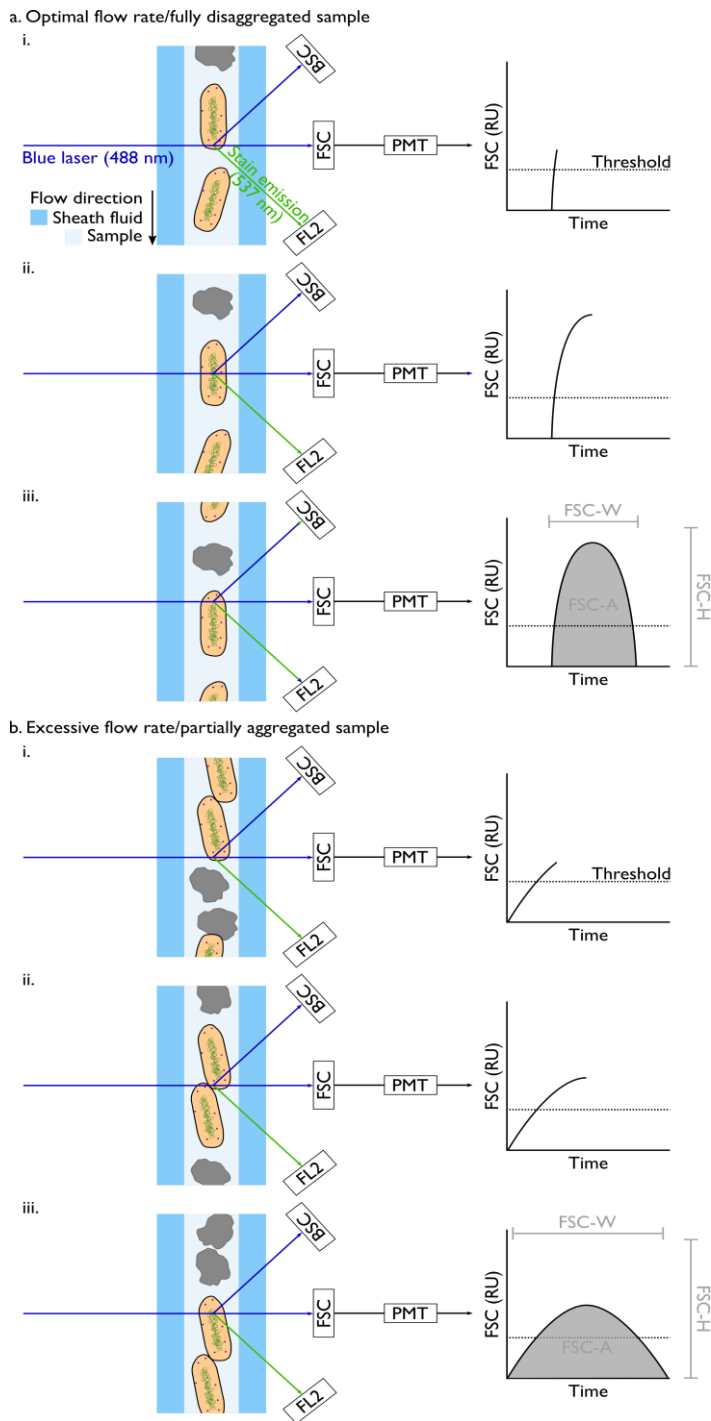 a. Optimal flow rate/fully disaggregated sample
i.
BSC
FSC (RU)
Blue laser (488 nm)
Stain emission
(537 nm)
FSC
PMT
Threshold
Flow direction
Sheath fluid
Sample
FL2
Time
ii.
BSC
FSC
PMT
FSC (RU)
FL2
Time
iii.
BSC
FSC
PMT
FSC (RU)
FSC-W
FSC-A
FSC-H
FL2
Time
b. Excessive flow rate/partially aggregated sample
i.
BSC
FSC
PMT
FSC (RU)
Threshold
FL2
Time
ii.
BSC
FSC
PMT
FSC (RU)
FL2
Time
iii.
BSC
FSC
PMT
FSC (RU)
FSC-W
FSC-A
FSC-H
FL2
Time